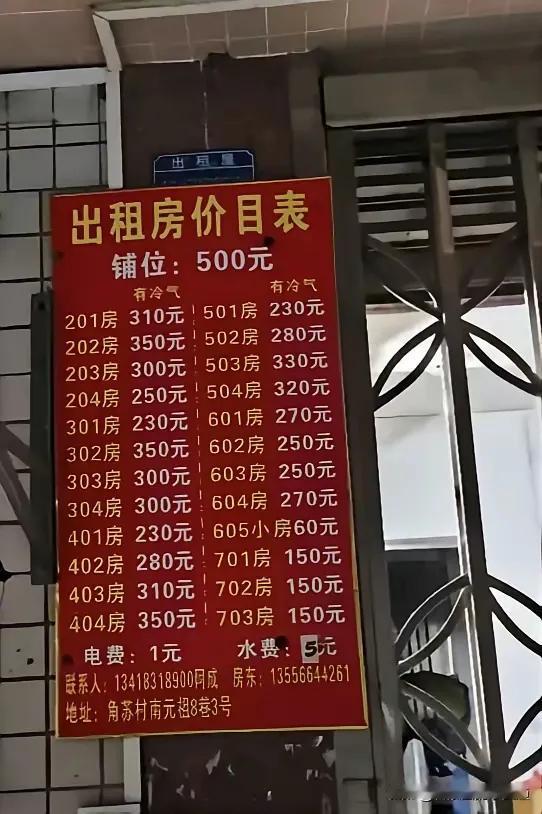 出租屋
出租房价目表
铺位：500元
有冷气 有冷气
201房 310元 501房 230元
202房 350元 502房 280元
203房 300元 503房 330元
204房 250元 504房 320元
301房 230元 601房 270元
302房 350元 602房 250元
303房 300元 603房 250元
304房 300元 604房 270元
401房 230元 605小房60元
402房 280元 701房 150元
403房 310元 702房 150元
404房 350元 703房 150元
电费：1元 水费：5元
联系人：13418318900阿成 房东：13556644261
地址：角苏村南元祖8巷3号